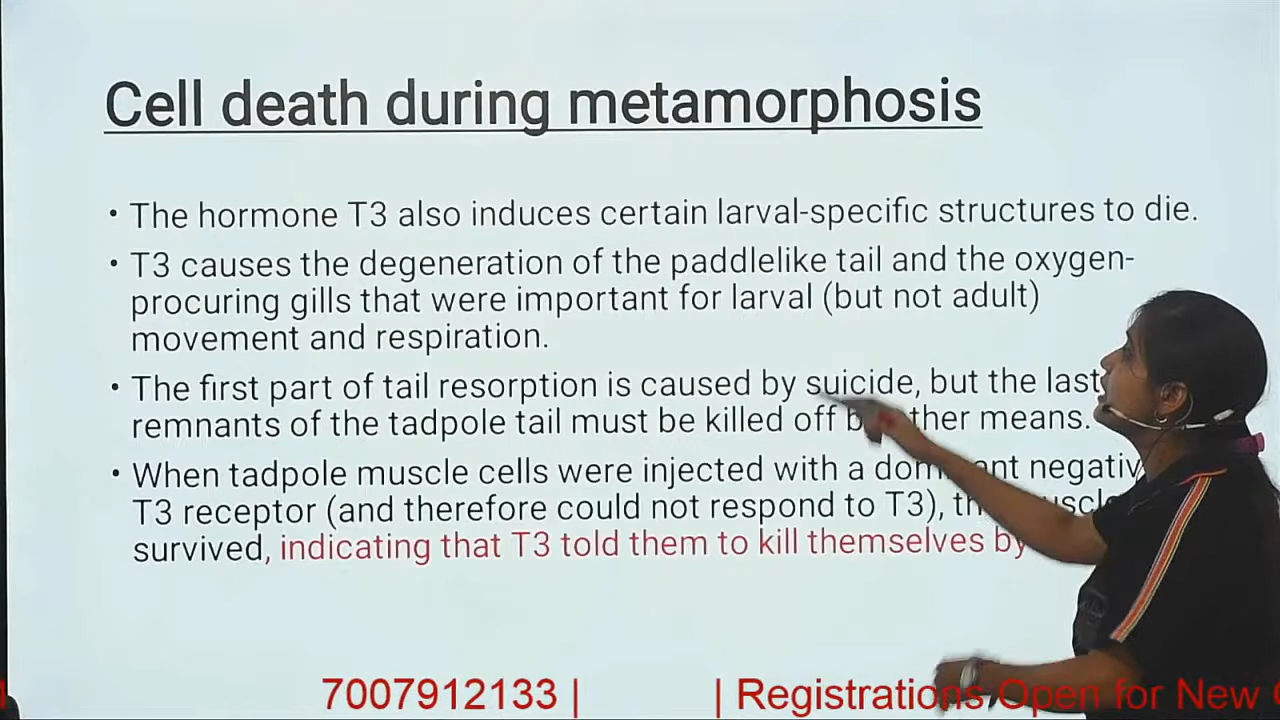 Cell death during metamorphosis
• The hormone T3 also induces certain larval-specific structures to die.
• T3 causes the degeneration of the paddlelike tail and the oxygen-
procuring gills that were important for larval (but not adult)
movement and respiration.
• The first part of tail resorption is caused by suicide, but the last
remnants of the tadpole tail must be killed off means.
• When tadpole muscle cells were injected with a
T3 receptor (and therefore could not respond to T3),
survived, indicating that T3 told them to kill themselves by
7007912133 | | Registrations Open for New